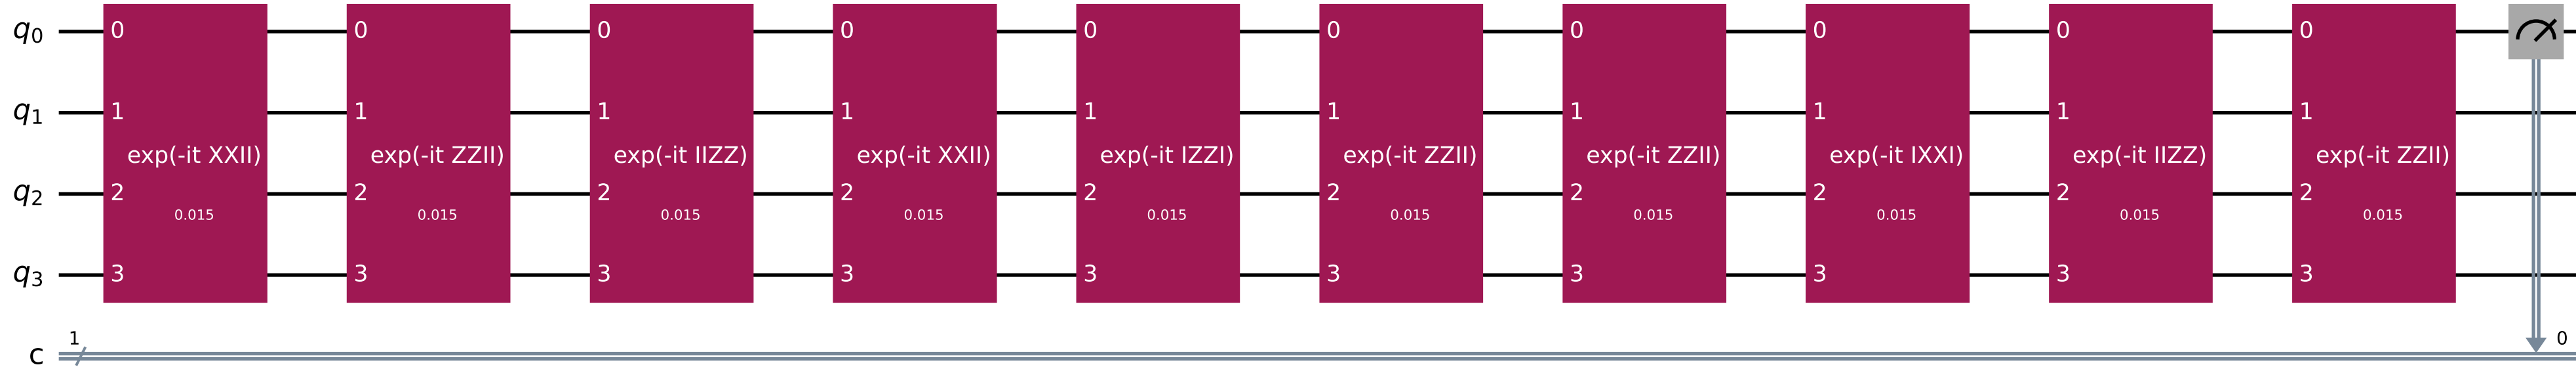 q0 0 0 0 0 0 0 0 0 0 0
q1 1 1 1 1 1 1 1 1 1 1
exp(-it XXII) exp(-it ZZII) exp(-it IIZZ) exp(-it XXII) exp(-it IZZI) exp(-it ZZII) exp(-it ZZII) exp(-it IXXI) exp(-it IIZZ) exp(-it ZZII)
q2 2 2 2 2 2 2 2 2 2 2
0.015 0.015 0.015 0.015 0.015 0.015 0.015 0.015 0.015 0.015
q3 3 3 3 3 3 3 3 3 3 3
c 1 0